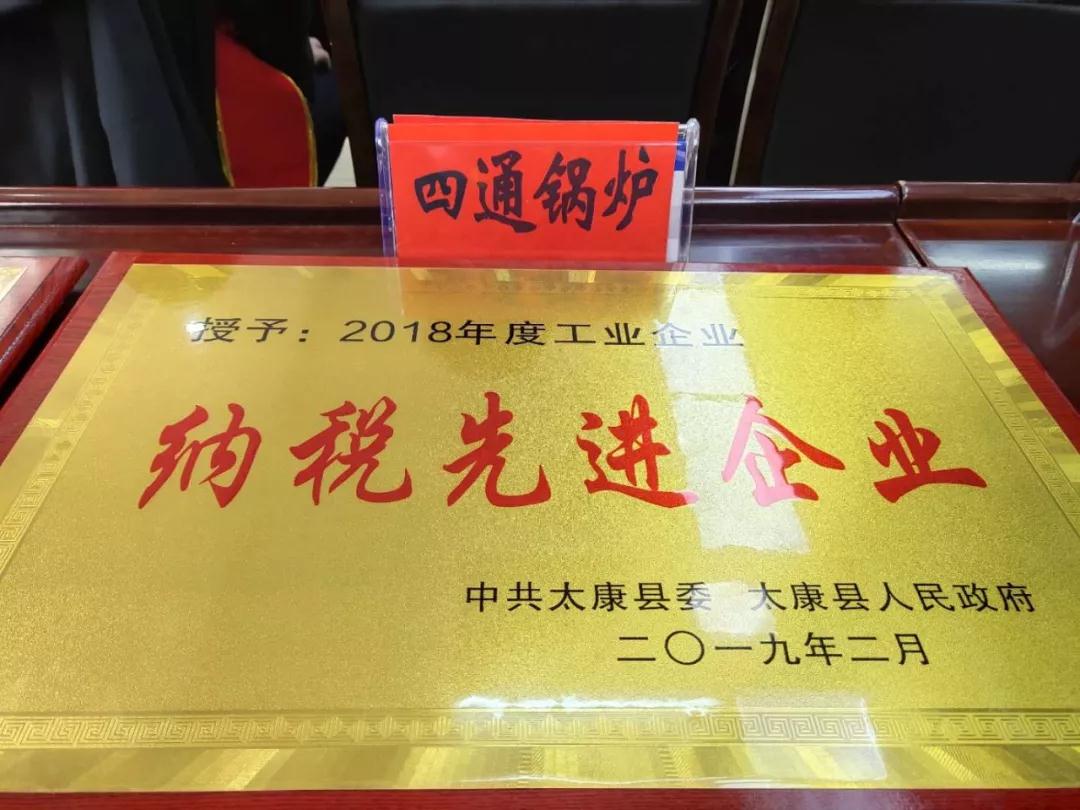 四通锅炉
授予：2018年度工业企业
纳税先进企业
中共太康县委 太康县人民政府
二〇一九年二月